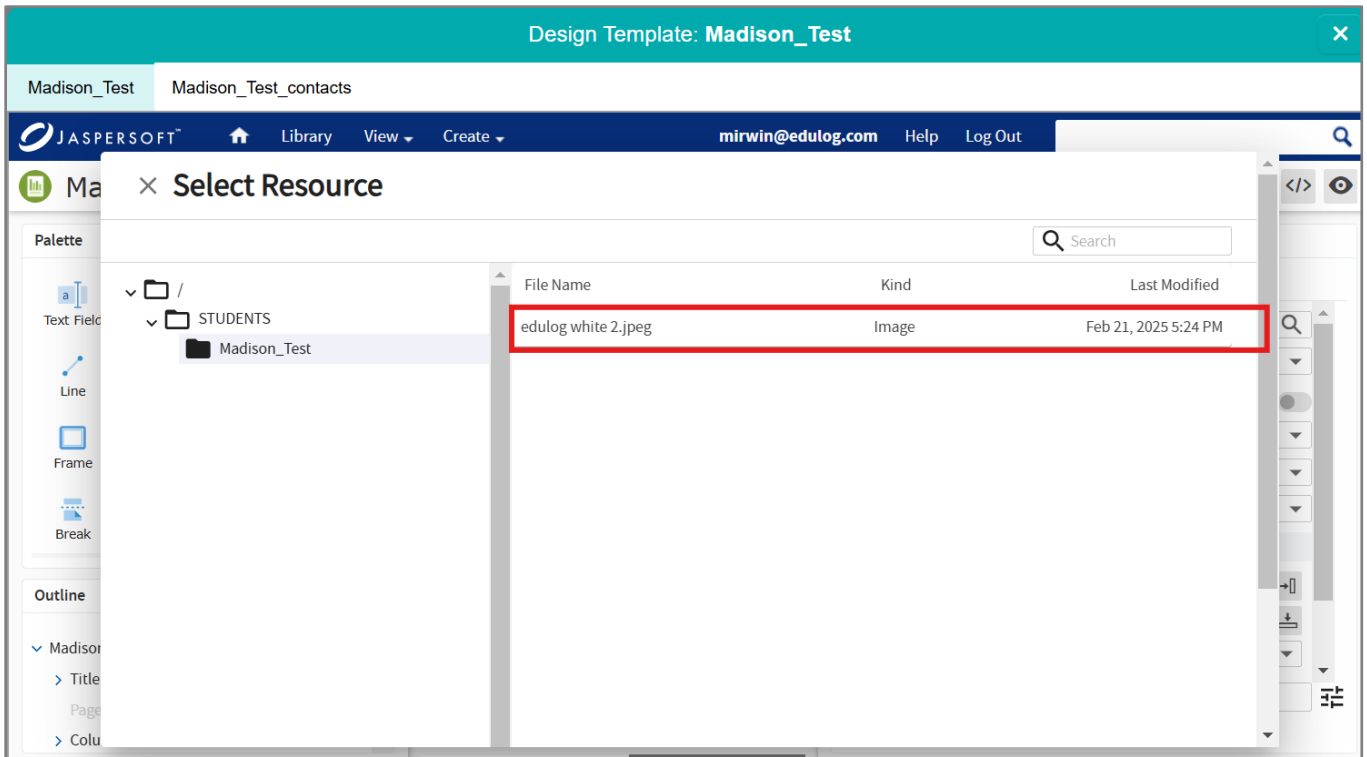 Design Template: Madison_Test
Madison_Test Madison_Test_contacts
JASPERSOFT™ Library View Create mirwin@edulog.com Help Log Out
Ma
Select Resource
Palette
Search
File Name Kind Last Modified
/
a
Text Field
STUDENTS
edulog white 2.jpeg Image Feb 21, 2025 5:24 PM
Madison_Test
Line
Frame
Break
Outline
Madison
Title
Page
Colu